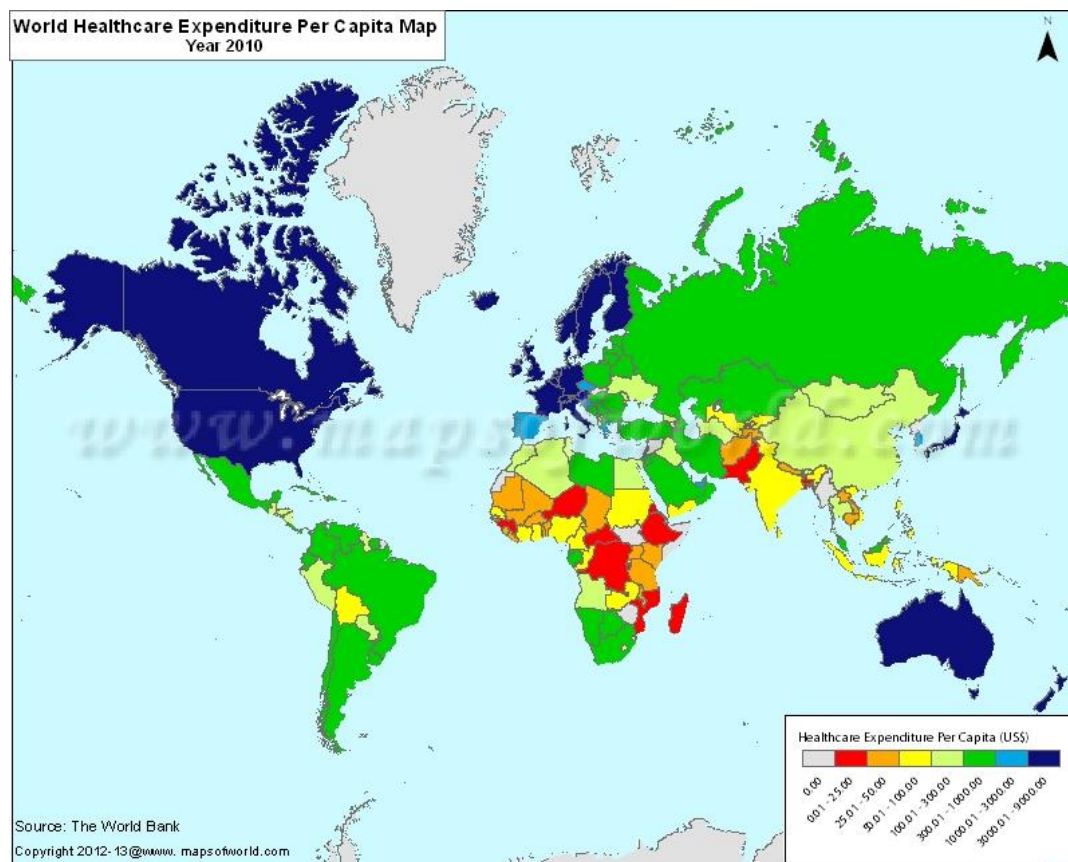 World Healthcare Expenditure Per Capita Map
Year 2010
N
www.mapsofworld.com
Healthcare Expenditure Per Capita (US$)
0.00
0.01 - 25.00
25.01 - 50.00
50.01 - 100.00
100.01 - 300.00
300.01 - 1000.00
1000.01 - 3000.00
3000.01 - 9000.00
Source: The World Bank
Copyright 2012-13@www. mapsofworld.com